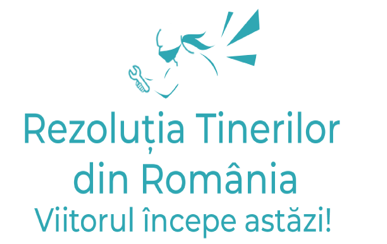 Rezoluția Tinerilor
din România
Viitorul începe astăzi!